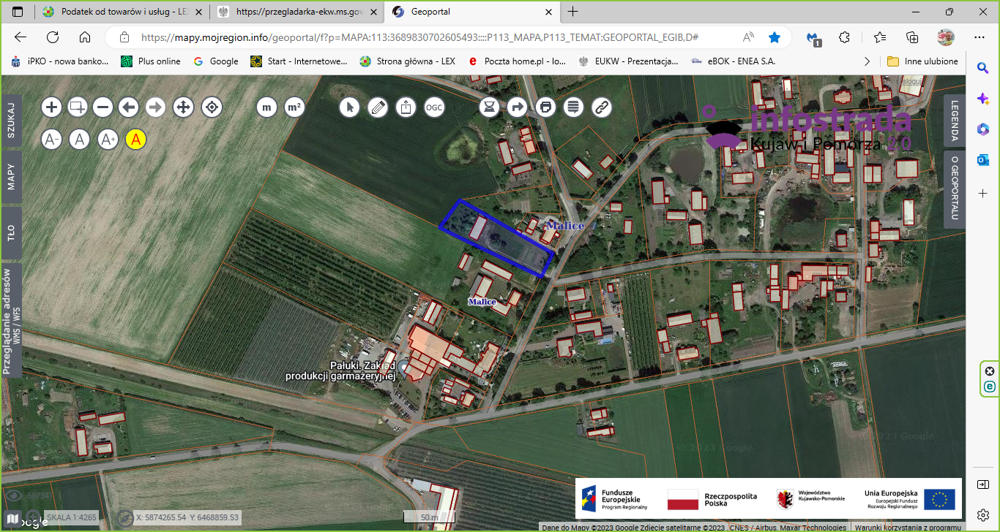 Podatek od towarów i usług - LEX
https://przegladarka-ekw.ms.gov
Geoportal
https://mapy.mojregion.info/geoportal/f?p=MAPA:113:3689830702605493::::P113_MAPA,P113_TEMAT:GEOPORTAL_EGIB,D#
1
iPKO - nowa banko...
Plus online
Google
Start - Internetowe...
Strona główna - LEX
Poczta home.pl - lo...
EUKW - Prezentacja...
eBOK - ENEA S.A.
Inne ulubione
m
m²
OGC
A-
A
A+
A
SZUKAJ
MAPY
TŁO
Przeglądanie adresów
WMS / WFS
zaloguj
LEGENDA
O GEOPORTALU
infostrada
Kujaw i Pomorza 2.0
Malice
Malice
Pałuki. Zakład
produkcji garmażeryjnej
© 2023 Google
2023 Google
607341
SKALA 1:4265
X: 5874265.54 Y: 6468859.53
50 m
Google
Fundusze
Europejskie
Program Regionalny
Rzeczpospolita
Polska
Województwo
Kujawsko-Pomorskie
Unia Europejska
Europejski Fundusz
Rozwoju Regionalnego
Dane do Mapy ©2023 Google Zdjęcie satelitarne ©2023 , CNES / Airbus, Maxar Technologies
Warunki korzystania z programu